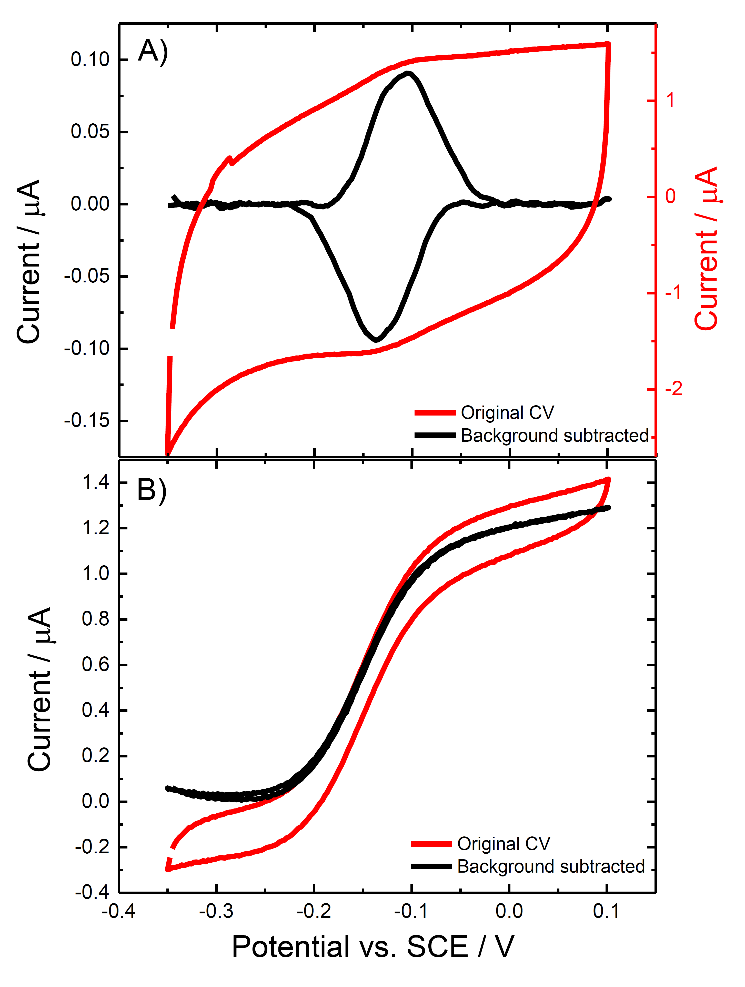 A)
0.10
0.05
0.00
-0.05
-0.10
-0.15
Current / μA
1
0
-1
-2
Current / μA
Original CV
Background subtracted
B)
1.4
1.2
1.0
0.8
0.6
0.4
0.2
0.0
-0.2
-0.4
Current / μA
Original CV
Background subtracted
-0.4 -0.3 -0.2 -0.1 0.0 0.1
Potential vs. SCE / V